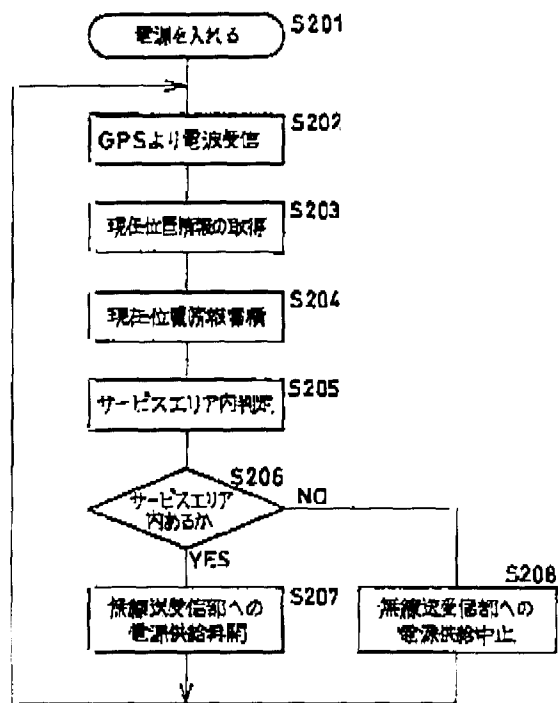 電源を入れる S201
GPSより電波受信 S202
現在位置情報の取得 S203
現在位置情報蓄積 S204
サービスエリア内判定 S205
S206
サービスエリア
内あるか
NO
YES
無線送受信部への
電源供給再開
S207
S208
無線送受信部への
電源供給中止